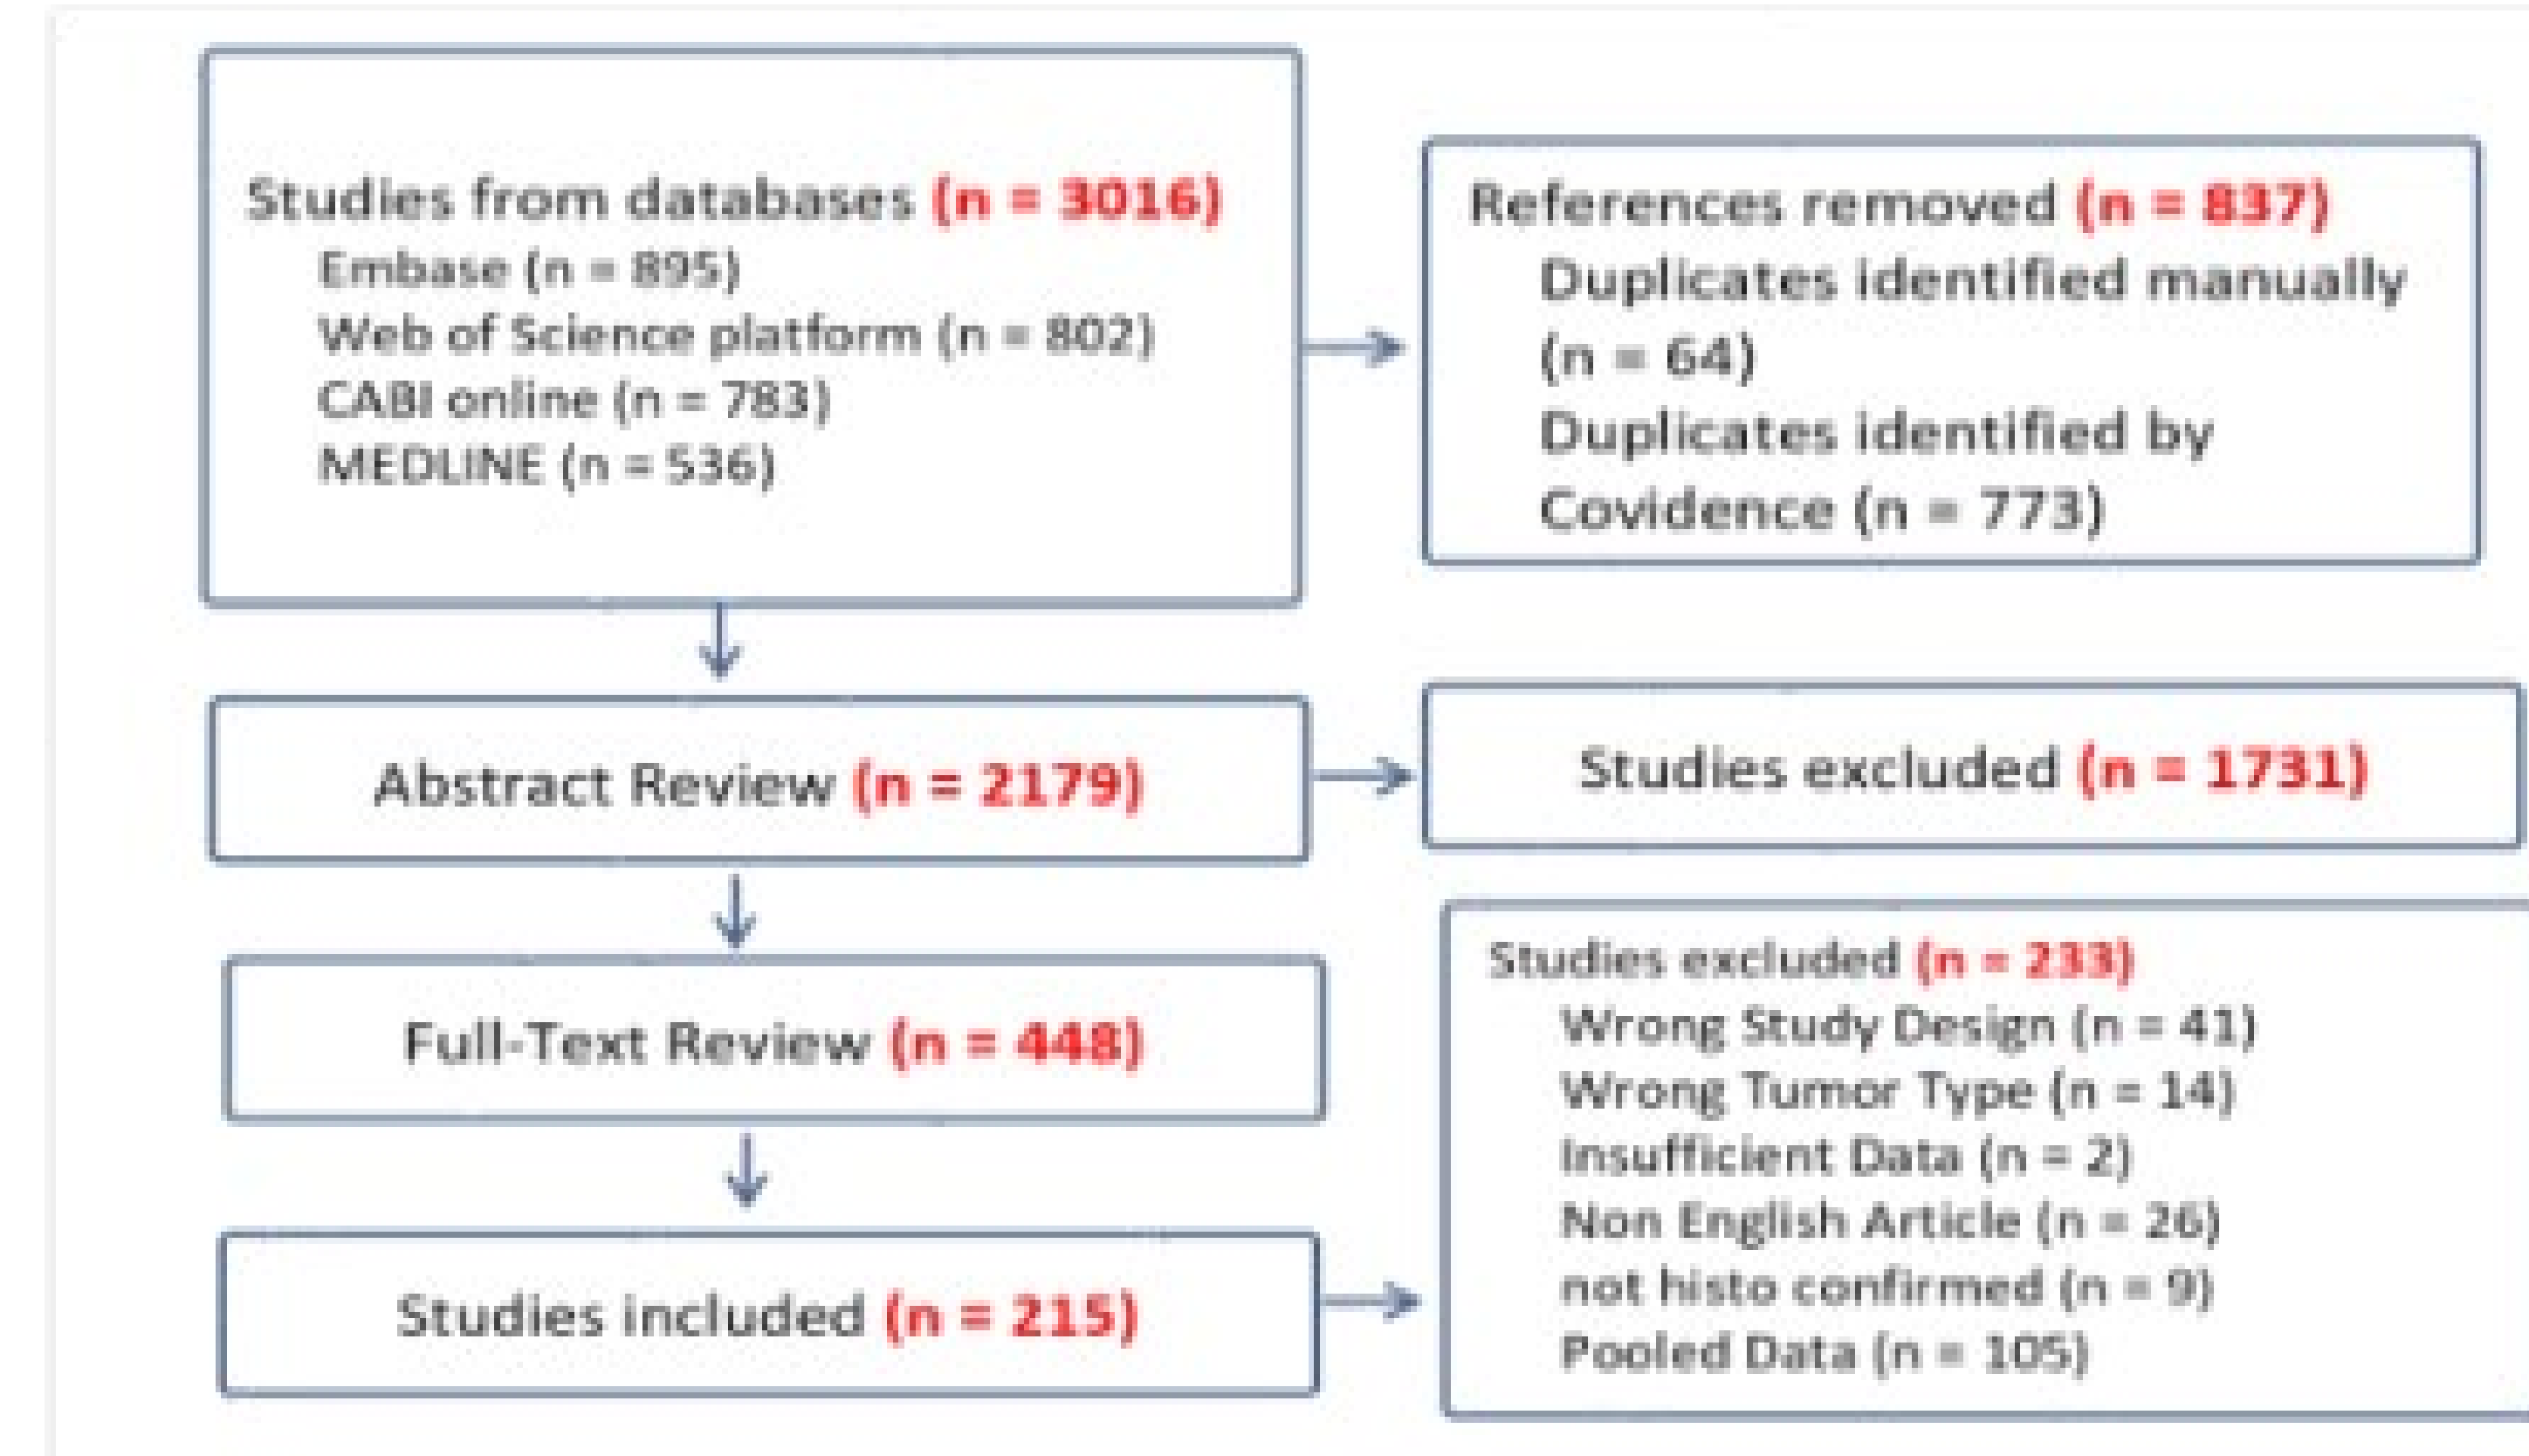 Studies from databases (n = 3016)
Embase (n = 895)
Web of Science platform (n = 802)
CABI online (n = 783)
MEDLINE (n = 536)
References removed (n = 837)
Duplicates identified manually
(n = 64)
Duplicates identified by
Covidence (n = 773)
Abstract Review (n = 2179)
Studies excluded (n = 1731)
Full-Text Review (n = 448)
Studies included (n = 215)
Studies excluded (n = 233)
Wrong Study Design (n = 41)
Wrong Tumor Type (n = 14)
Insufficient Data (n = 2)
Non English Article (n = 26)
not histo confirmed (n = 9)
Pooled Data (n = 105)